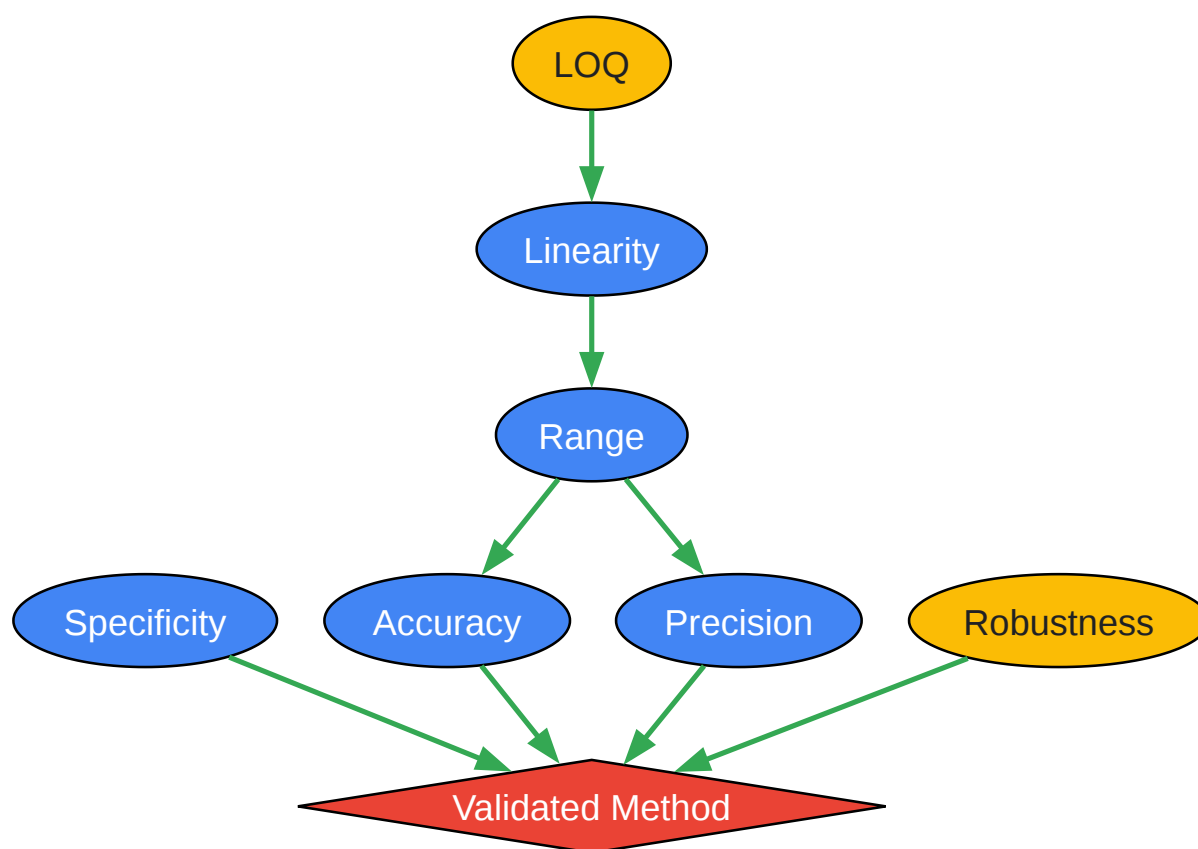 LOQ
Linearity
Range
Specificity
Accuracy
Precision
Robustness
Validated Method